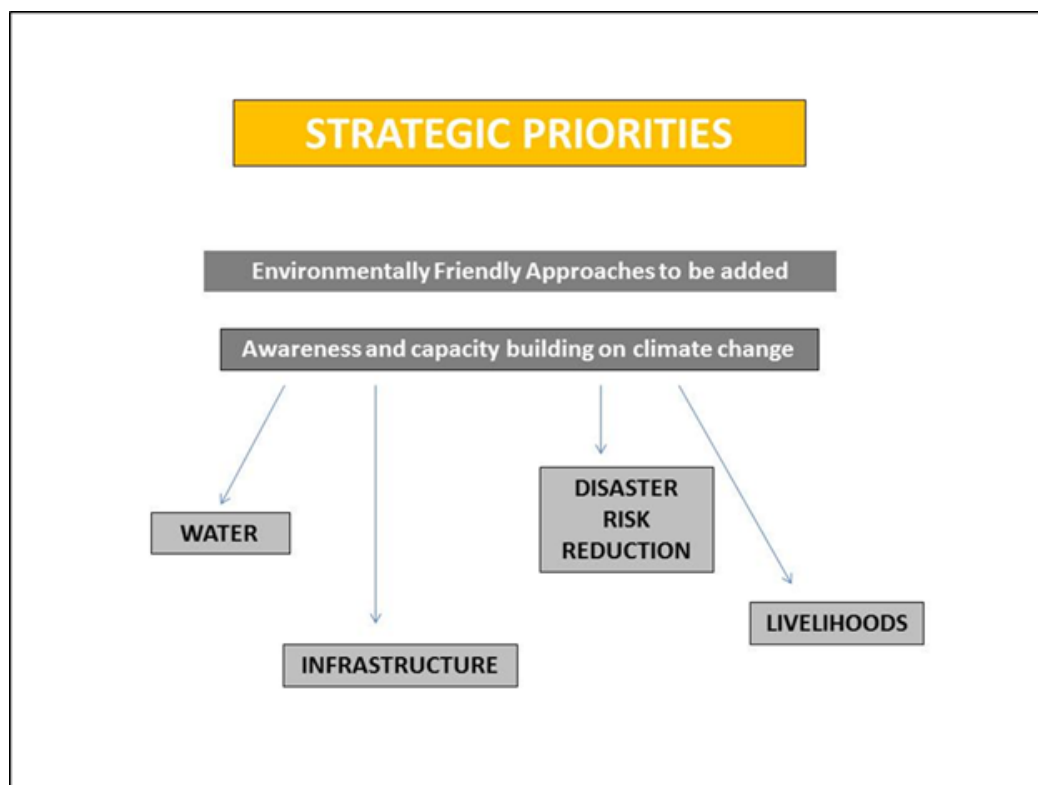 STRATEGIC PRIORITIES
Environmentally Friendly Approaches to be added
Awareness and capacity building on climate change
WATER
DISASTER
RISK
REDUCTION
INFRASTRUCTURE
LIVELIHOODS